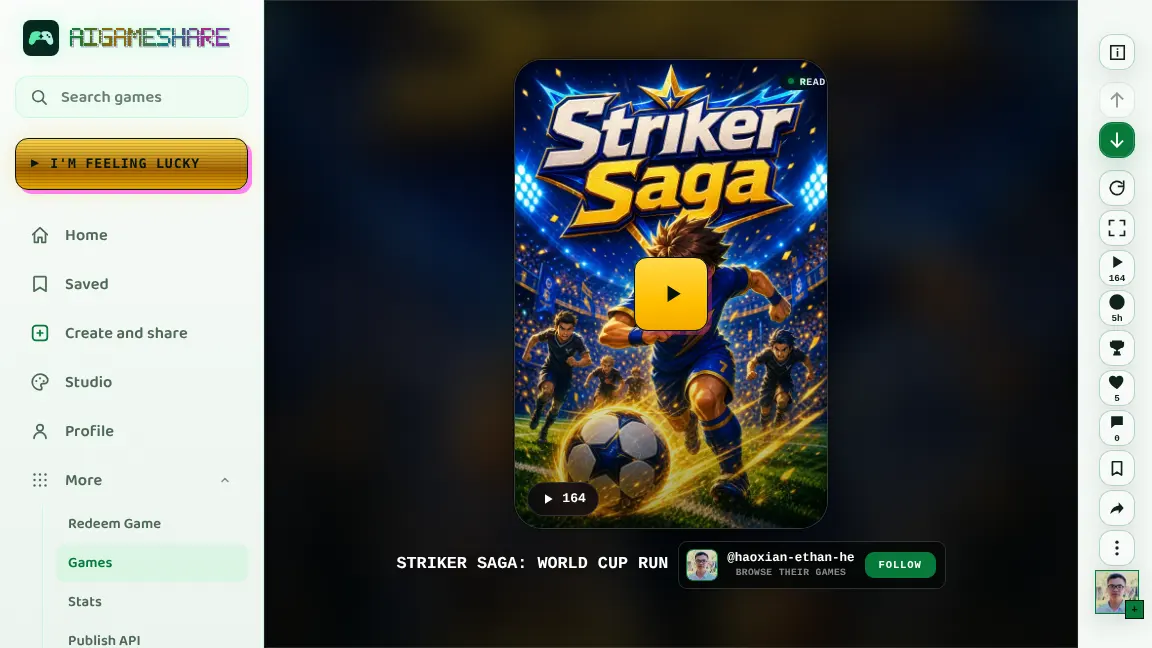 AIGAMESHARE
Search games
I'M FEELING LUCKY
Home
Saved
Create and share
Studio
Profile
More
Redeem Game
Games
Stats
Publish API
READ
Striker
Saga
7
164
STRIKER SAGA: WORLD CUP RUN
@haoxian-ethan-he
BROWSE THEIR GAMES
FOLLOW
164
5h
5
0